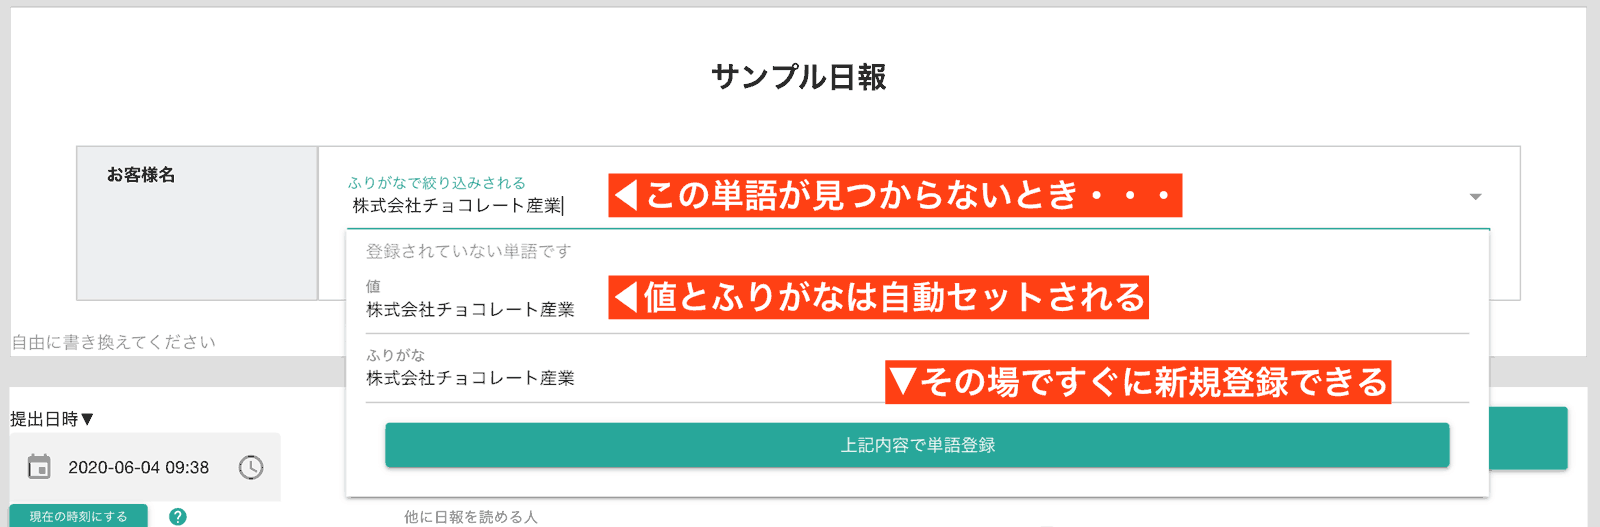 サンプル日報
お客様名
ふりがなで絞り込みされる
株式会社チョコレート産業
◀この単語が見つからないとき・・・
登録されていない単語です
値
株式会社チョコレート産業
◀値とふりがなは自動セットされる
自由に書き換えてください
ふりがな
株式会社チョコレート産業
▼その場ですぐに新規登録できる
提出日時▼
上記内容で単語登録
2020-06-04 09:38
現在の時刻にする
?
他に日報を読める人